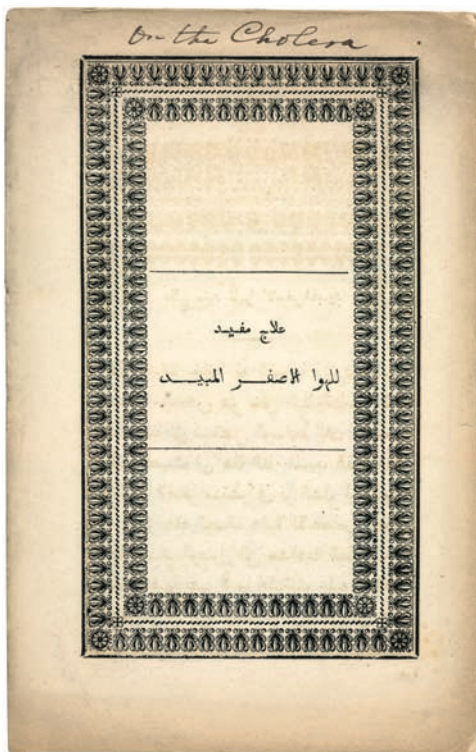 On the Cholera.
علاج مفيد
للهوا الاصفر المبيد